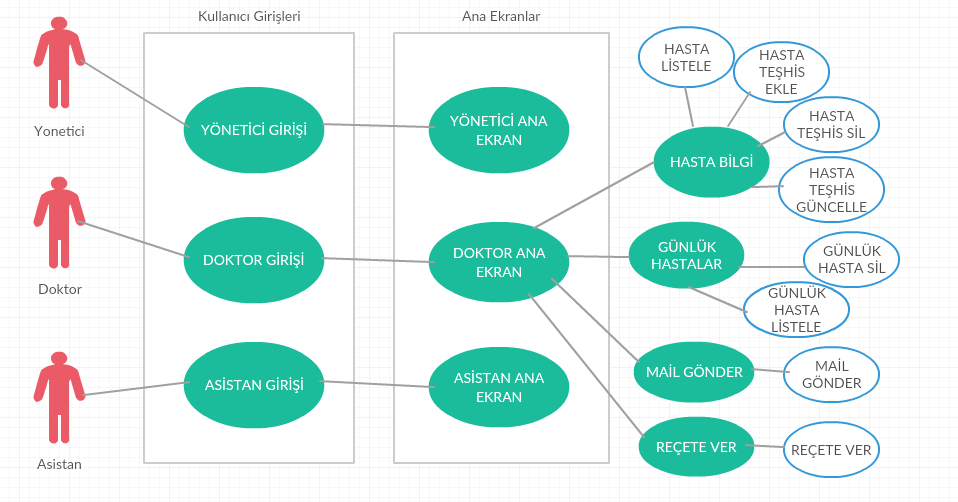 Kullanıcı Girişleri
Ana Ekranlar
Yonetici
YÖNETİCİ GİRİŞİ
YÖNETİCİ ANA
EKRAN
HASTA
LİSTELE
HASTA
TEŞHİS
EKLE
HASTA
TEŞHİS SİL
HASTA BİLGİ
HASTA
TEŞHİS
GÜNCELLE
Doktor
DOKTOR GİRİŞİ
DOKTOR ANA
EKRAN
GÜNLÜK
HASTALAR
GÜNLÜK
HASTA SİL
GÜNLÜK
HASTA
LİSTELE
Asistan
ASİSTAN GİRİŞİ
ASİSTAN ANA
EKRAN
MAİL GÖNDER
MAİL
GÖNDER
REÇETE VER
REÇETE VER